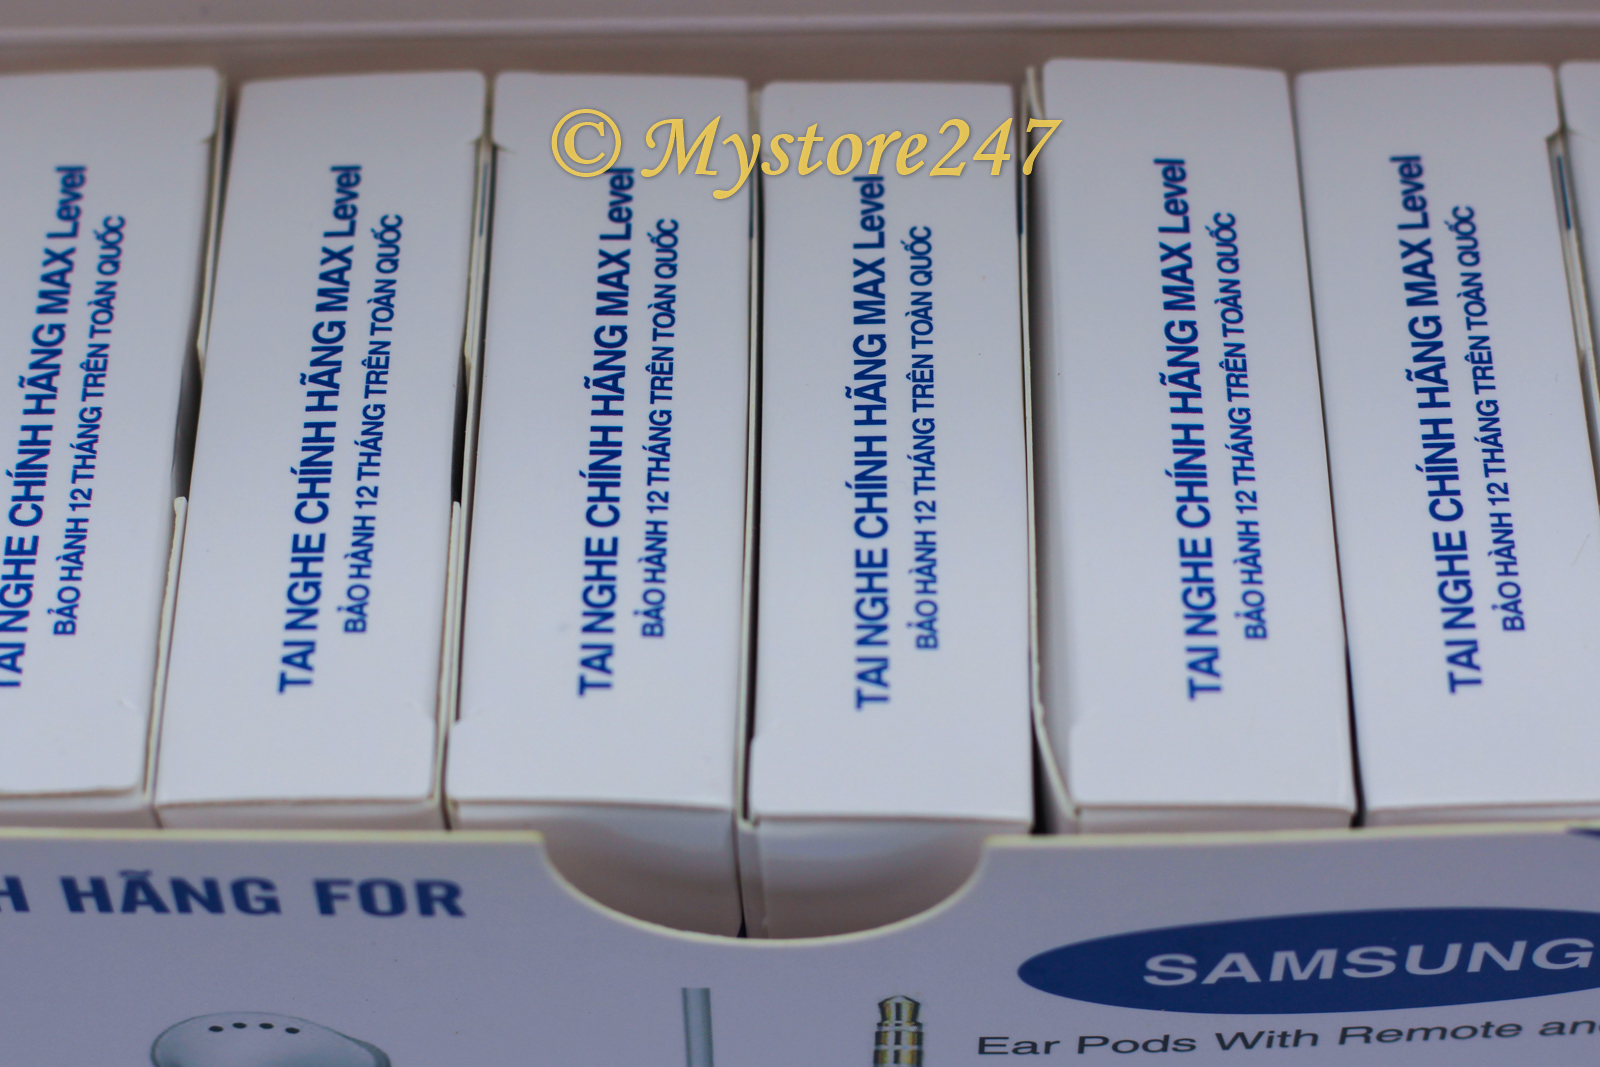 © Mystore247
TAI NGHE CHÍNH HÃNG MAX Level
BẢO HÀNH 12 THÁNG TRÊN TOÀN QUỐC
TAI NGHE CHÍNH HÃNG MAX Level
BẢO HÀNH 12 THÁNG TRÊN TOÀN QUỐC
TAI NGHE CHÍNH HÃNG MAX Level
BẢO HÀNH 12 THÁNG TRÊN TOÀN QUỐC
TAI NGHE CHÍNH HÃNG MAX Level
BẢO HÀNH 12 THÁNG TRÊN TOÀN QUỐC
TAI NGHE CHÍNH HÃNG MAX Level
BẢO HÀNH 12 THÁNG TRÊN TOÀN QUỐC
TAI NGHE CHÍNH HÃNG MAX Level
BẢO HÀNH 12 THÁNG TRÊN TOÀN QUỐC
H HÃNG FOR
SAMSUNG
Ear Pods With Remote an